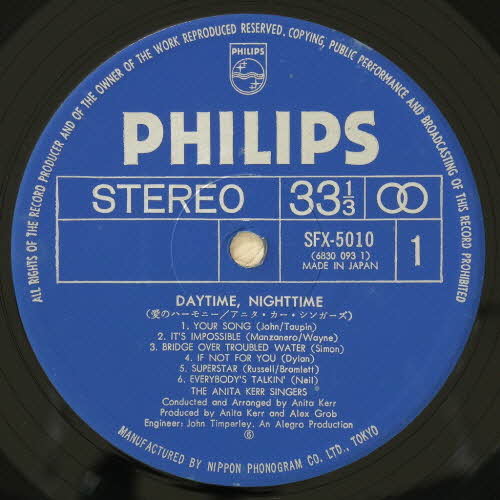 ALL RIGHTS OF THE RECORD PRODUCER AND OF THE OWNER OF THE WORK REPRODUCED RESERVED. COPYING, PUBLIC PERFORMANCE AND BROADCASTING OF THIS RECORD PROHIBITED
PHILIPS
PHILIPS
STEREO 33 1/3
SFX-5010
(6830 093 1)
MADE IN JAPAN
1
DAYTIME, NIGHTTIME
(愛のハーモニー/アニタ・カー・シンガーズ)
1. YOUR SONG (John/Taupin)
2. IT'S IMPOSSIBLE (Manzanero/Wayne)
3. BRIDGE OVER TROUBLED WATER (Simon)
4. IF NOT FOR YOU (Dylan)
5. SUPERSTAR (Russell/Bramlett)
6. EVERYBODY'S TALKIN' (Neil)
THE ANITA KERR SINGERS
Conducted and Arranged by Anita Kerr
Produced by Anita Kerr and Alex Grob
Engineer: John Timperley. An Allegro Production
MANUFACTURED BY NIPPON PHONOGRAM CO. LTD., TOKYO